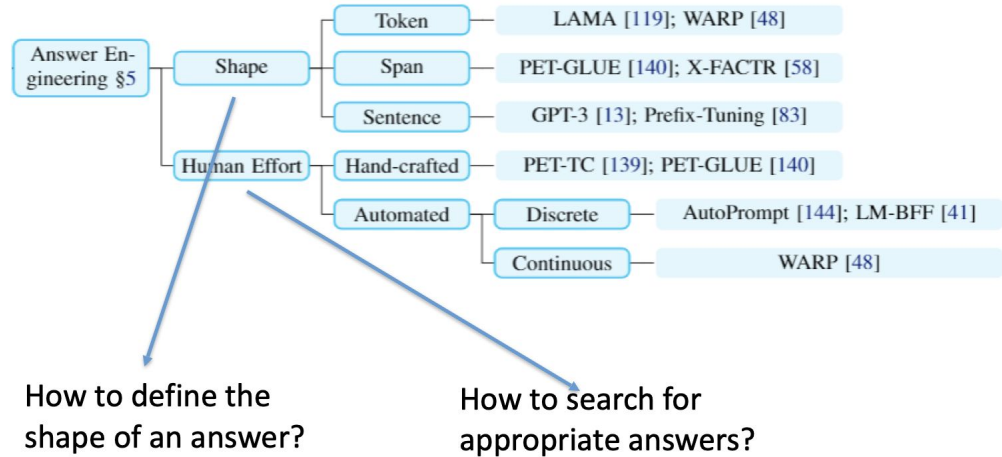 Answer En-
gineering §5
Shape
Token
LAMA [119]; WARP [48]
Span
PET-GLUE [140]; X-FACTR [58]
Sentence
GPT-3 [13]; Prefix-Tuning [83]
Human Effort
Hand-crafted
PET-TC [139]; PET-GLUE [140]
Automated
Discrete
AutoPrompt [144]; LM-BFF [41]
Continuous
WARP [48]
How to define the
shape of an answer?
How to search for
appropriate answers?